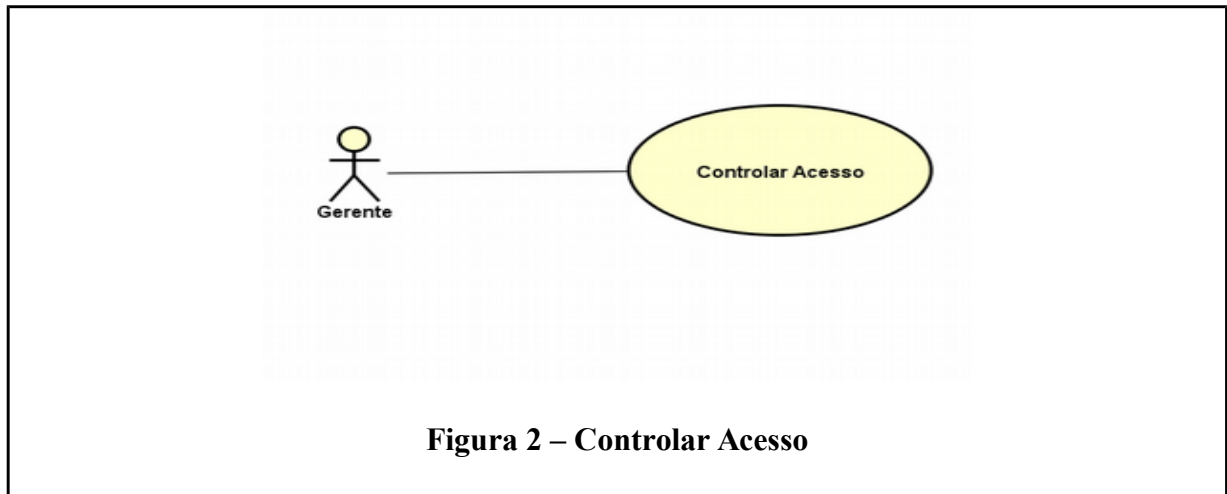 Controlar Acesso
Gerente
Figura 2 – Controlar Acesso